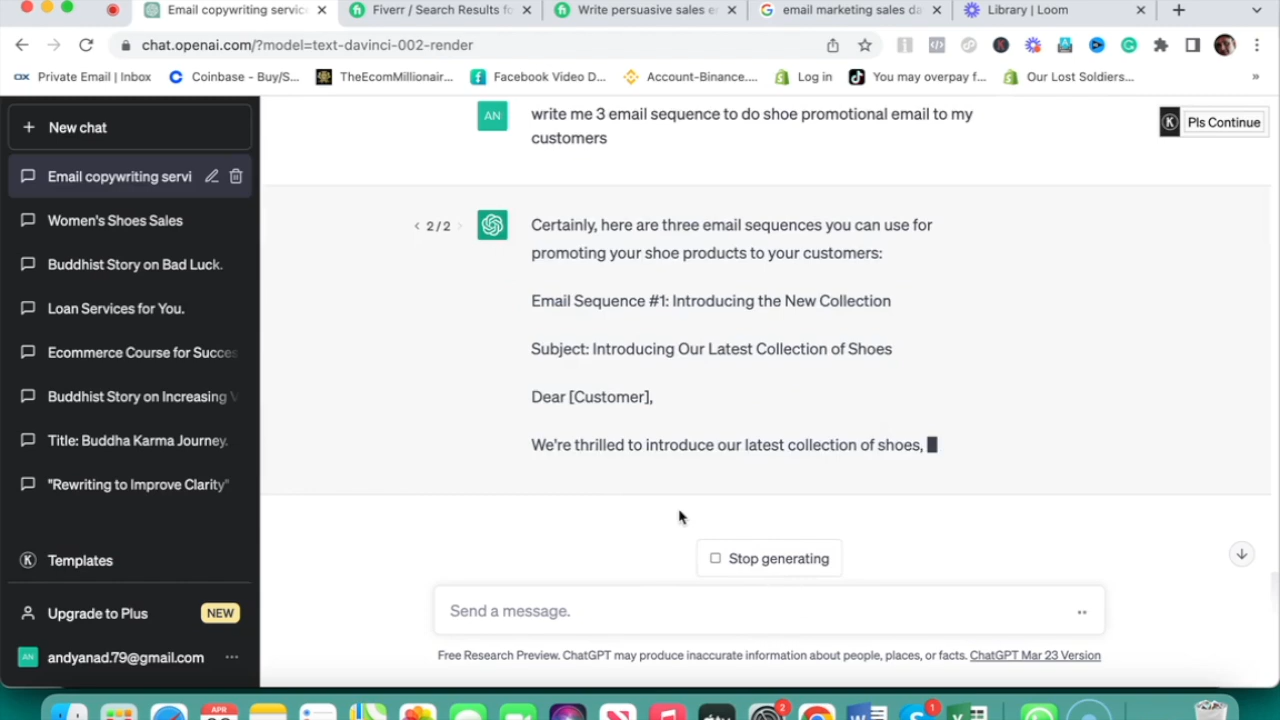 Email copywriting servic
Fiverr / Search Results fo
Write persuasive sales e
email marketing sales da
Library | Loom
chat.openai.com/?model=text-davinci-002-render
Private Email | Inbox
Coinbase - Buy/S...
TheEcomMillionair...
Facebook Video D...
Account-Binance....
Log in
You may overpay f...
Our Lost Soldiers...
»
New chat
Email copywriting servi
Women's Shoes Sales
Buddhist Story on Bad Luck.
Loan Services for You.
Ecommerce Course for Succes
Buddhist Story on Increasing V
Title: Buddha Karma Journey.
"Rewriting to Improve Clarity"
Templates
Upgrade to Plus NEW
AN andyanad.79@gmail.com ...
AN write me 3 email sequence to do shoe promotional email to my
customers
K Pls Continue
< 2 / 2 >
Certainly, here are three email sequences you can use for
promoting your shoe products to your customers:
Email Sequence #1: Introducing the New Collection
Subject: Introducing Our Latest Collection of Shoes
Dear [Customer],
We're thrilled to introduce our latest collection of shoes,
Stop generating
Send a message.
Free Research Preview. ChatGPT may produce inaccurate information about people, places, or facts. ChatGPT Mar 23 Version
APR
2
1